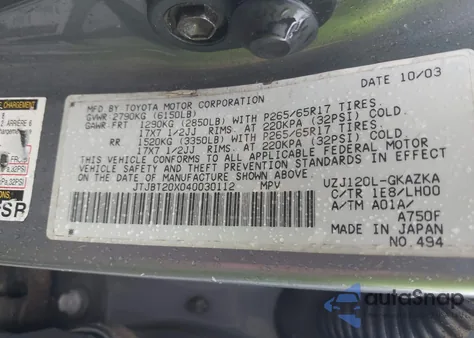 DATE 10/03
MFD BY TOYOTA MOTOR CORPORATION
GVWR 2790KG (6150LB)
GAWR-FRT 1290KG (2850LB) WITH P265/65R17 TIRES,
17X7 1/2JJ RIMS, AT 220KPA (32PSI) COLD.
RR 1520KG (3350LB) WITH P265/65R17 TIRES,
17X7 1/2JJ RIMS, AT 220KPA (32PSI) COLD.
THIS VEHICLE CONFORMS TO ALL APPLICABLE FEDERAL MOTOR
VEHICLE SAFETY AND THEFT PREVENTION STANDARDS IN EFFECT
ON THE DATE OF MANUFACTURE SHOWN ABOVE.
JTJBT20X040030112 MPV
UZJ120L-GKAZKA
C/TR 1E8/LH00
A/TM A01A/
A750F
MADE IN JAPAN
NO.494
SP
autoSnap